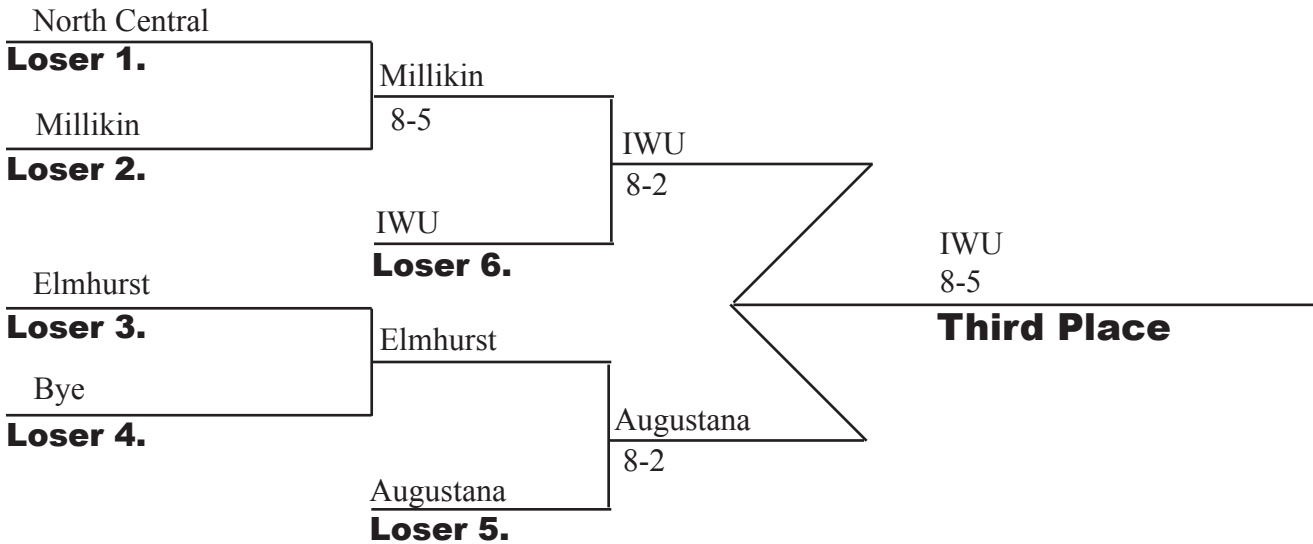 North Central
Loser 1.
Millikin
8-5
Millikin
Loser 2.
IWU
8-2
IWU
Loser 6.
IWU
8-5
Third Place
Elmhurst
Loser 3.
Elmhurst
Bye
Loser 4.
Augustana
8-2
Augustana
Loser 5.